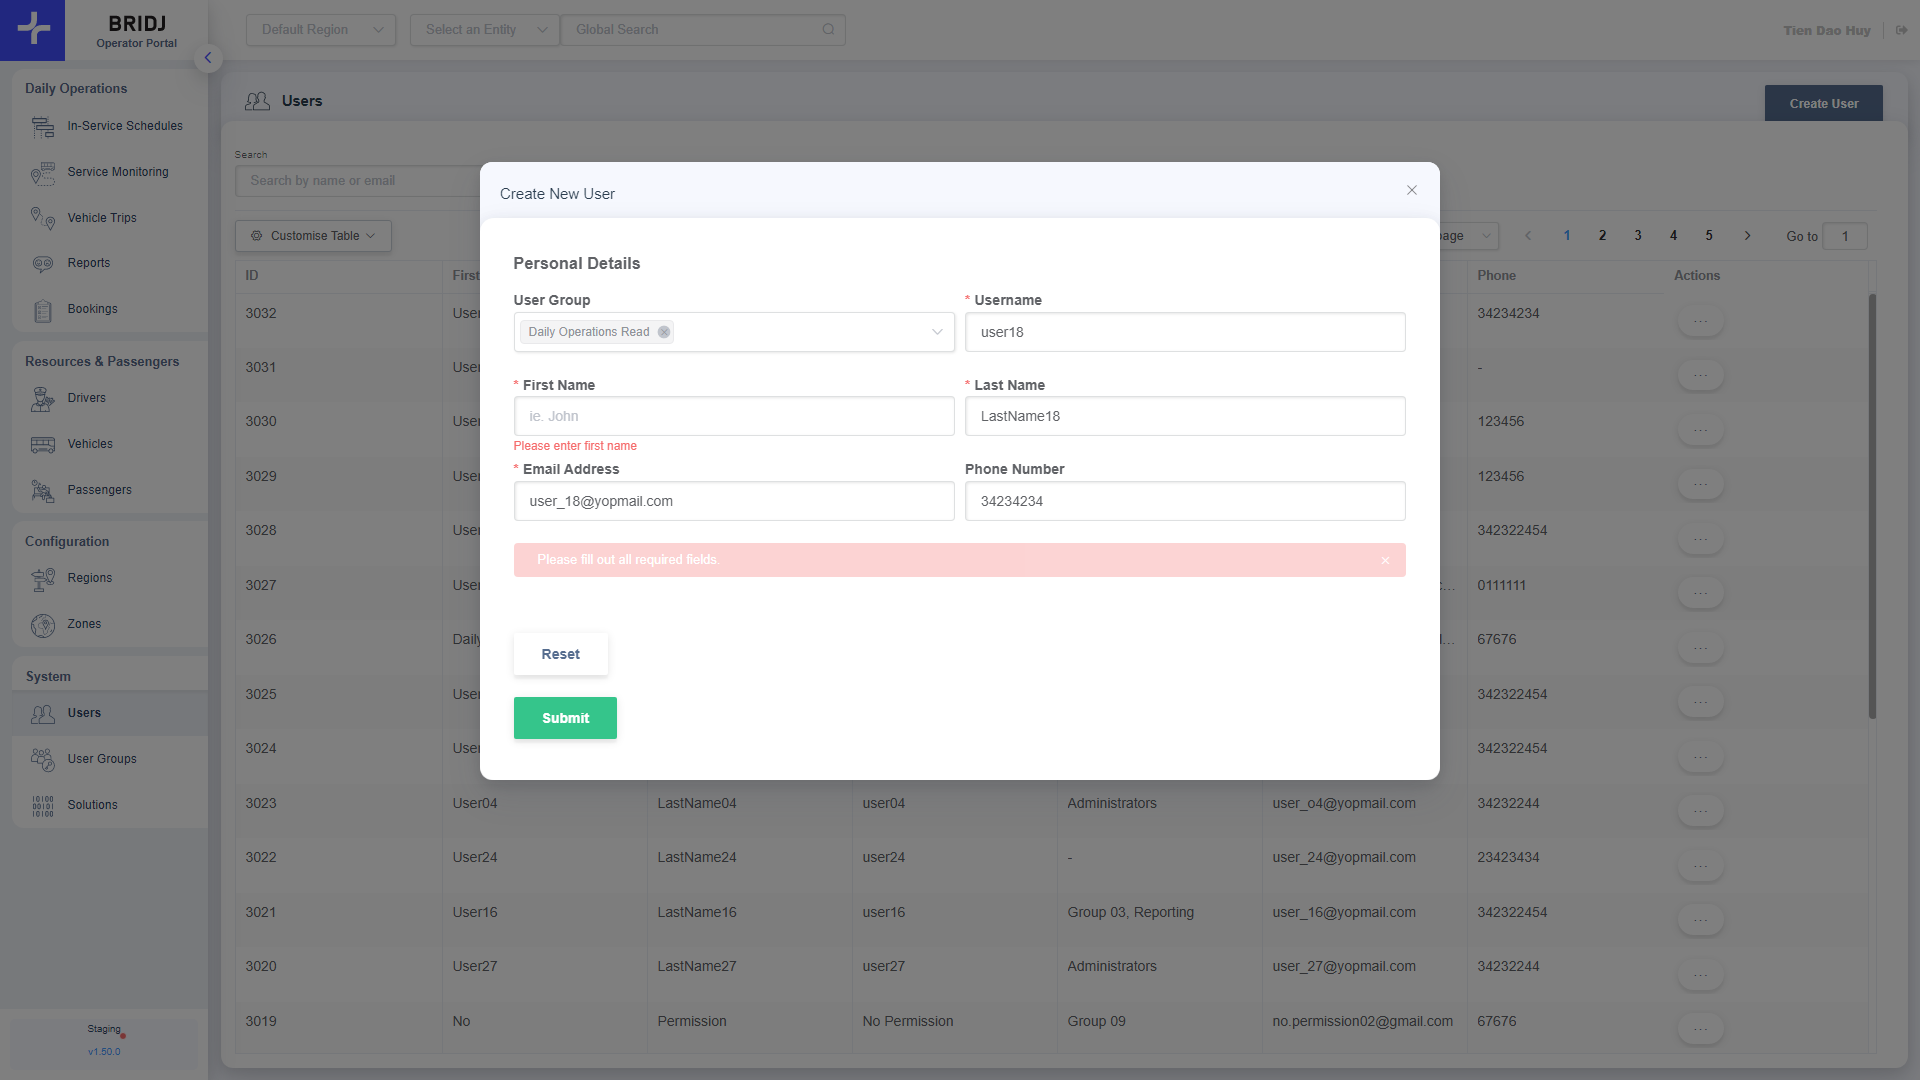 BRIDJ
Operator Portal
Default Region
Select an Entity
Global Search
Tien Dao Huy
Daily Operations
In-Service Schedules
Service Monitoring
Vehicle Trips
Reports
Bookings
Resources & Passengers
Drivers
Vehicles
Passengers
Configuration
Regions
Zones
System
Users
User Groups
Solutions
Staging
v1.50.0
Users
Create User
Search
Search by name or email
Customise Table
age
1 2 3 4 5
Go to 1
ID First Phone Actions
3032 User 34234234 ...
3031 User - ...
3030 User 123456 ...
3029 User 123456 ...
3028 User 342322454 ...
3027 User c... 0111111 ...
3026 Daily l... 67676 ...
3025 User 342322454 ...
3024 User 342322454 ...
3023 User04 LastName04 user04 Administrators user_o4@yopmail.com 34232244 ...
3022 User24 LastName24 user24 - user_24@yopmail.com 23423434 ...
3021 User16 LastName16 user16 Group 03, Reporting user_16@yopmail.com 342322454 ...
3020 User27 LastName27 user27 Administrators user_27@yopmail.com 34232244 ...
3019 No Permission No Permission Group 09 no.permission02@gmail.com 67676 ...
Create New User
Personal Details
User Group
Daily Operations Read
* Username
user18
* First Name
ie. John
Please enter first name
* Last Name
LastName18
* Email Address
user_18@yopmail.com
Phone Number
34234234
Please fill out all required fields.
Reset
Submit